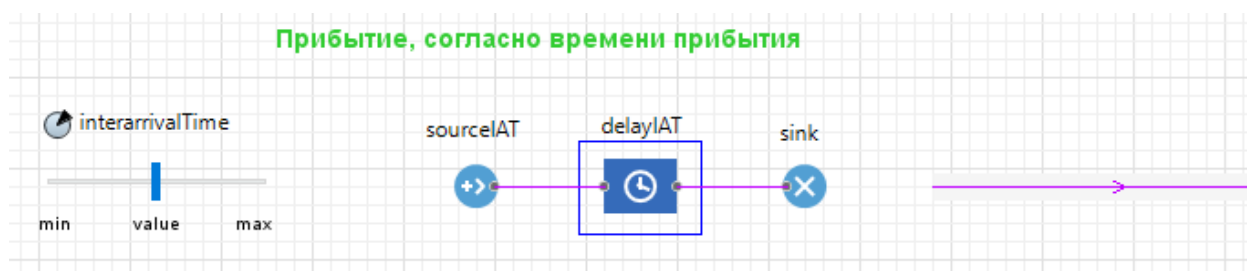 Прибытие, согласно времени прибытия
interarrivalTime
sourceIAT
delayIAT
sink
min value max